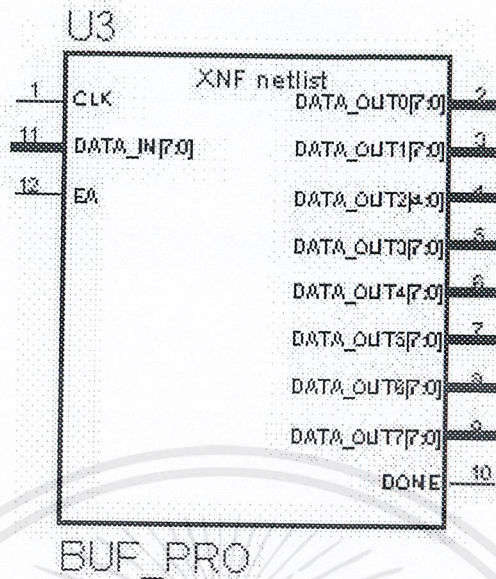 U3
XNF netlist
1 CLK DATA_OUT0[7:0] 2
11 DATA_IN[7:0] DATA_OUT1[7:0] 3
13 EA DATA_OUT2[4:0] 4
DATA_OUT3[7:0] 5
DATA_OUT4[7:0] 6
DATA_OUT5[7:0] 7
DATA_OUT6[7:0] 8
DATA_OUT7[7:0] 9
DONE 10
BUF_PRO